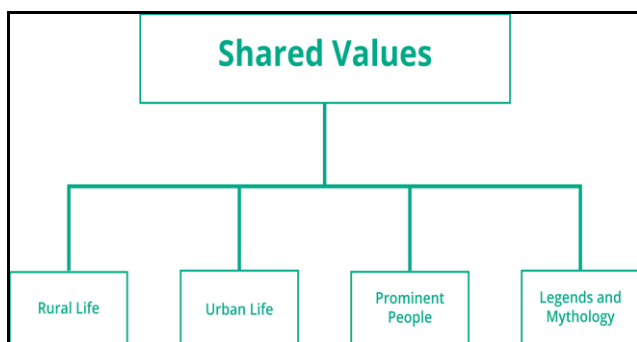 Shared Values
Rural Life
Urban Life
Prominent
People
Legends and
Mythology